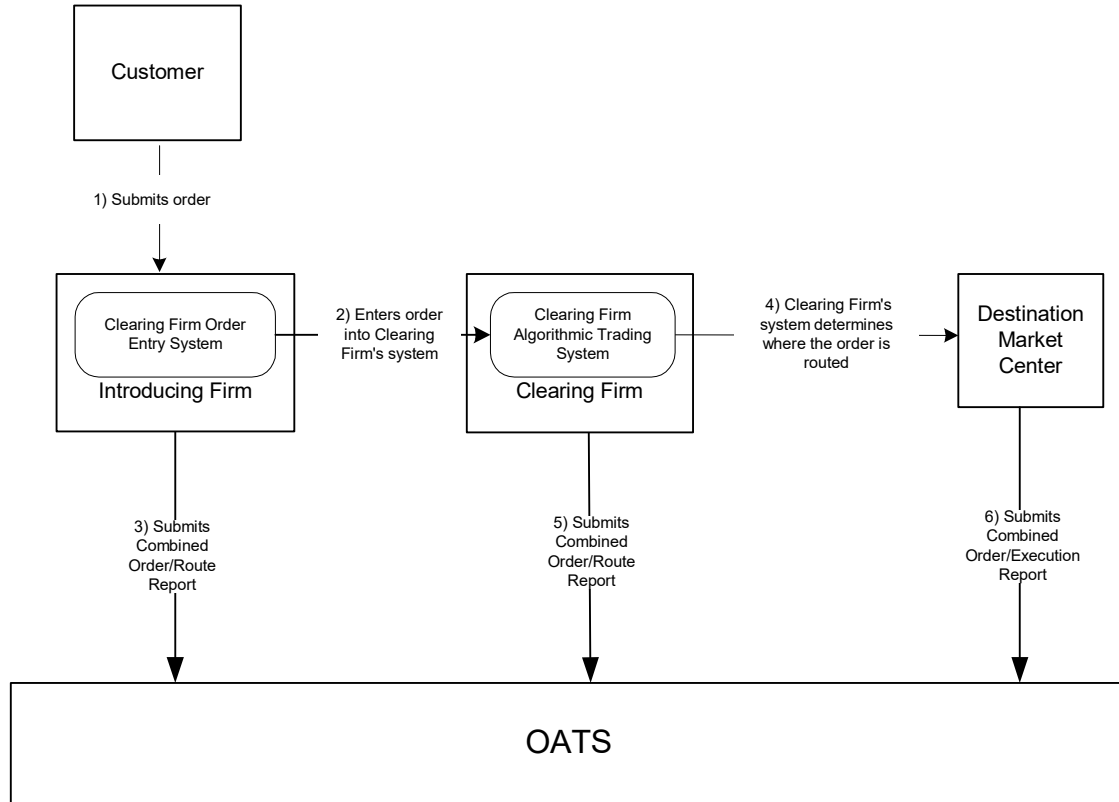 Customer
1) Submits order
Clearing Firm Order
Entry System
Introducing Firm
2) Enters order
into Clearing
Firm's system
Clearing Firm
Algorithmic Trading
System
Clearing Firm
4) Clearing Firm's
system determines
where the order is
routed
Destination
Market
Center
3) Submits
Combined
Order/Route
Report
5) Submits
Combined
Order/Route
Report
6) Submits
Combined
Order/Execution
Report
OATS